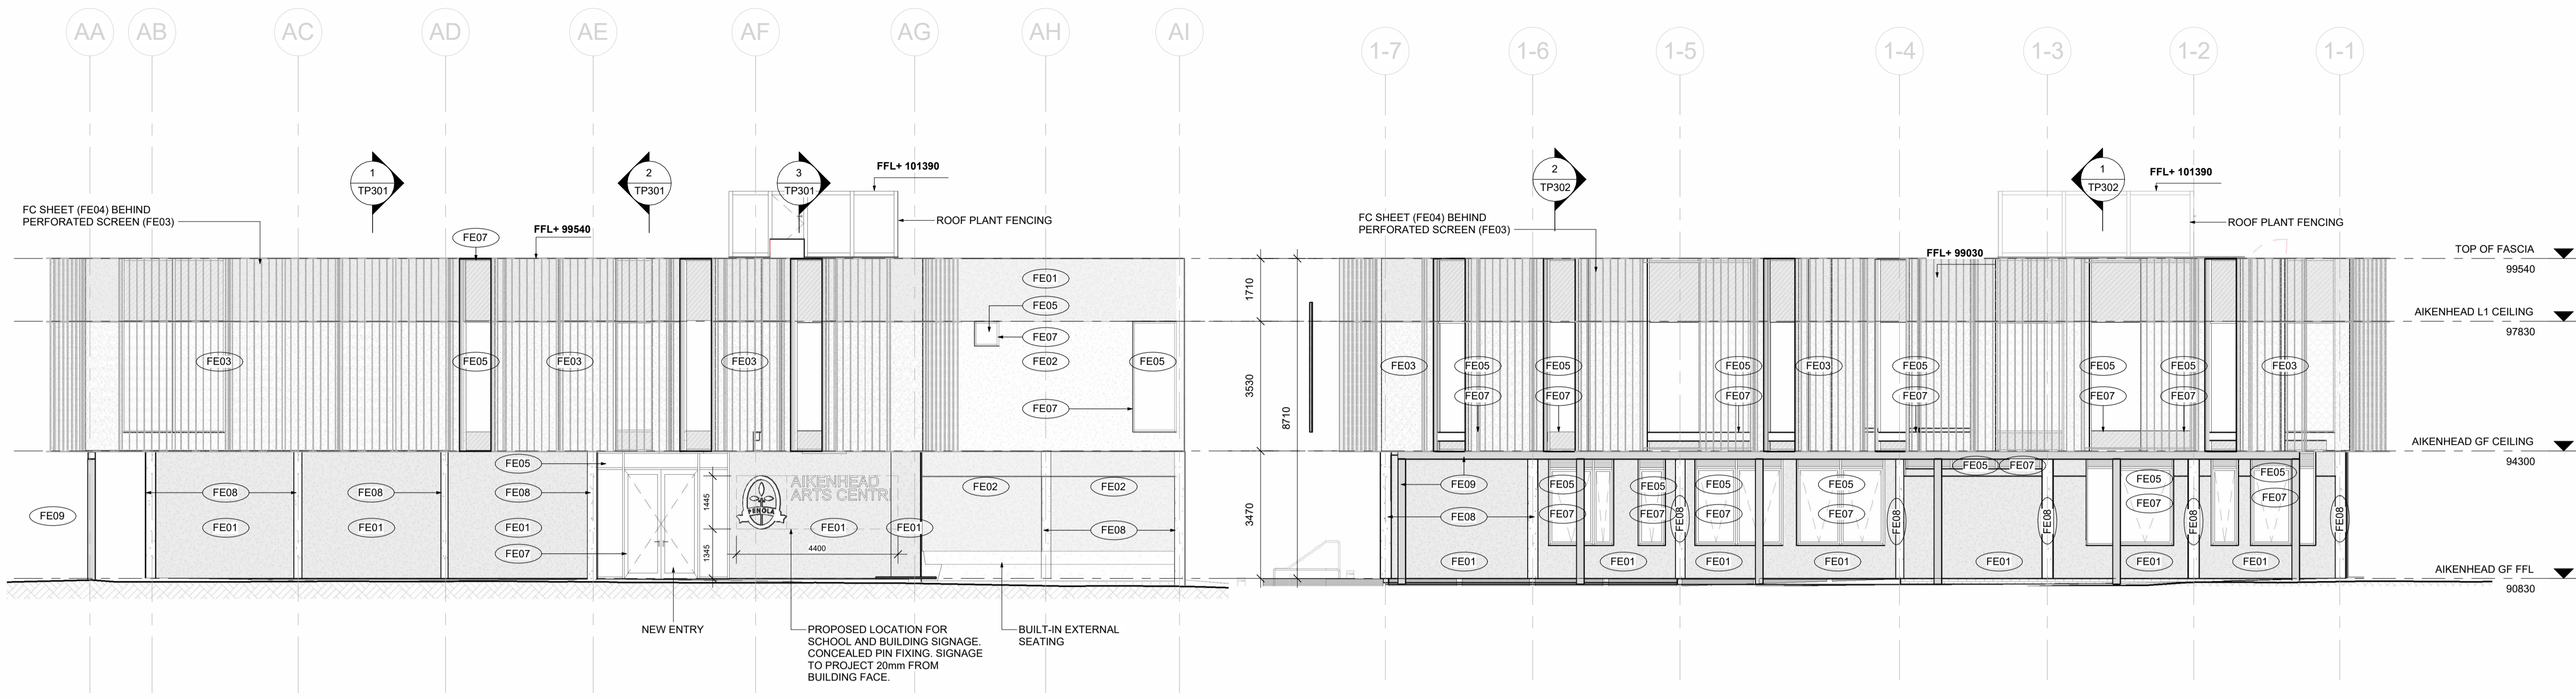 AA
AB
AC
AD
AE
AF
AG
AH
AI
1
TP301
2
TP301
3
TP301
FFL+ 101390
FC SHEET (FE04) BEHIND
PERFORATED SCREEN (FE03)
FE07
FFL+ 99540
ROOF PLANT FENCING
FE01
FE05
FE07
FE03
FE05
FE03
FE03
FE02
FE05
FE07
FE05
FE08
FE08
FE08
FE02
FE02
FE09
FE01
FE01
FE01
FE07
1445
1345
PENOLA
AIKENHEAD
ARTS CENTRE
FE01
FE01
4400
FE08
NEW ENTRY
PROPOSED LOCATION FOR
SCHOOL AND BUILDING SIGNAGE.
CONCEALED PIN FIXING. SIGNAGE
TO PROJECT 20mm FROM
BUILDING FACE.
BUILT-IN EXTERNAL
SEATING
1710
3530
8710
3470
1-7
1-6
1-5
1-4
1-3
1-2
1-1
2
TP302
1
TP302
FFL+ 101390
FC SHEET (FE04) BEHIND
PERFORATED SCREEN (FE03)
ROOF PLANT FENCING
FFL+ 99030
FE03
FE05
FE05
FE05
FE03
FE05
FE05
FE05
FE03
FE07
FE07
FE07
FE07
FE07
FE07
FE05
FE07
FE09
FE05
FE05
FE05
FE05
FE05
FE05
FE08
FE07
FE07
FE07
FE07
FE07
FE07
FE08
FE08
FE08
FE08
FE08
FE01
FE01
FE01
FE01
FE01
FE01
TOP OF FASCIA
99540
AIKENHEAD L1 CEILING
97830
AIKENHEAD GF CEILING
94300
AIKENHEAD GF FFL
90830